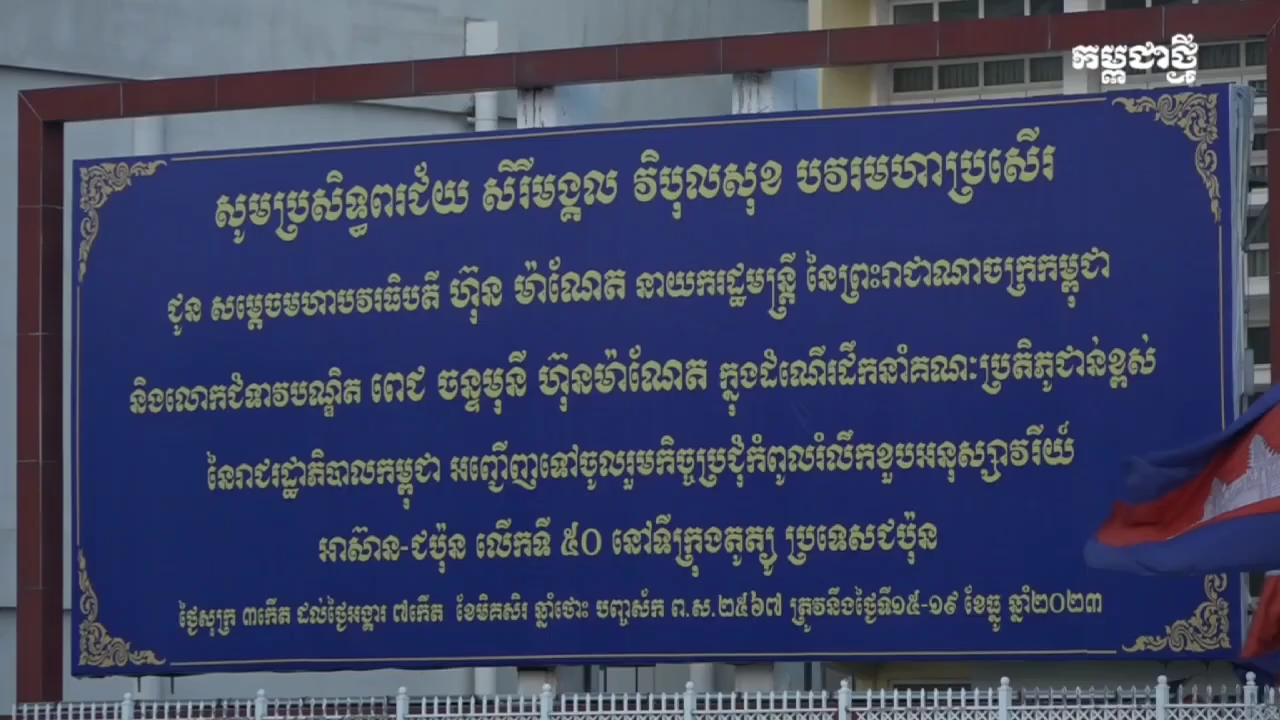 កម្ពុជាថ្មី
សូមប្រសិទ្ធពរជ័យ សិរីមង្គល វិបុលសុខ បវរមហាប្រសើរ
ជូន សម្តេចមហាបវរធិបតី ហ៊ុន ម៉ាណែត នាយករដ្ឋមន្ត្រី នៃព្រះរាជាណាចក្រកម្ពុជា
និងលោកជំទាវបណ្ឌិត ពេជ ចន្ទមុនី ហ៊ុនម៉ាណែត ក្នុងដំណើរដឹកនាំគណៈប្រតិភូជាន់ខ្ពស់
នៃរាជរដ្ឋាភិបាលកម្ពុជា អញ្ជើញទៅចូលរួមកិច្ចប្រជុំកំពូលរំលឹកខួបអនុស្សាវរីយ៍
អាស៊ាន-ជប៉ុន លើកទី ៥០ នៅទីក្រុងតូក្យូ ប្រទេសជប៉ុន
ថ្ងៃសុក្រ ៣កើត ដល់ថ្ងៃអង្គារ ៧កើត ខែមិគសិរ ឆ្នាំថោះ បញ្ចស័ក ព.ស.២៥៦៧ ត្រូវនឹងថ្ងៃទី១៥-១៩ ខែធ្នូ ឆ្នាំ២០២៣